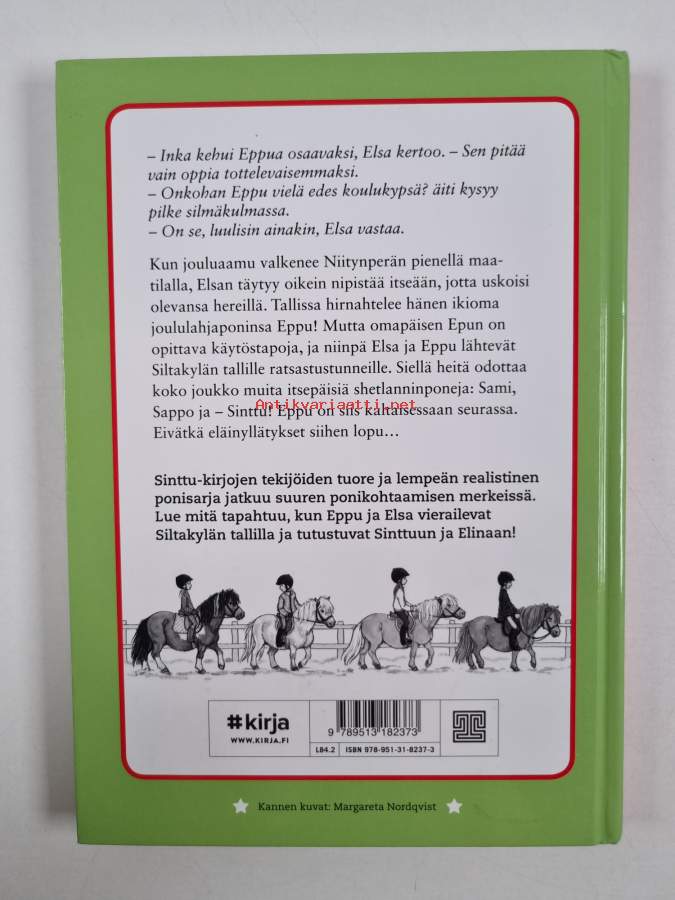 – Inka kehui Eppua osaavaksi, Elsa kertoo. – Sen pitää
vain oppia tottelevaisemmaksi.
– Onkohan Eppu vielä edes koulukypsä? äiti kysyy
pilke silmäkulmassa.
– On se, luulisin ainakin, Elsa vastaa.
Kun jouluaamu valkenee Niitynperän pienellä maa-
tilalla, Elsan täytyy oikein nipistää itseään, jotta uskoisi
olevansa hereillä. Tallissa hirnahtelee hänen ikioma
joululahjaponinsa Eppu! Mutta omapäisen Epun on
opittava käytöstapoja, ja niinpä Elsa ja Eppu lähtevät
Siltakylän tallille ratsastustunneille. Siellä heitä odottaa
koko joukko muita itsepäisiä shetlanninponeja: Sami,
Sappo ja – Sinttu! Eppu on siis kaltaisessaan seurassa.
Antikvariaatti.net
Eivätkä eläinyllätykset siihen lopu…
Sinttu-kirjojen tekijöiden tuore ja lempeän realistinen
ponisarja jatkuu suuren ponikohtaamisen merkeissä.
Lue mitä tapahtuu, kun Eppu ja Elsa vierailevat
Siltakylän tallilla ja tutustuvat Sinttuun ja Elinaan!
#kirja
WWW.KIRJA.FI
9 789513 182373
L84.2 ISBN 978-951-31-8237-3
Kannen kuvat: Margareta Nordqvist